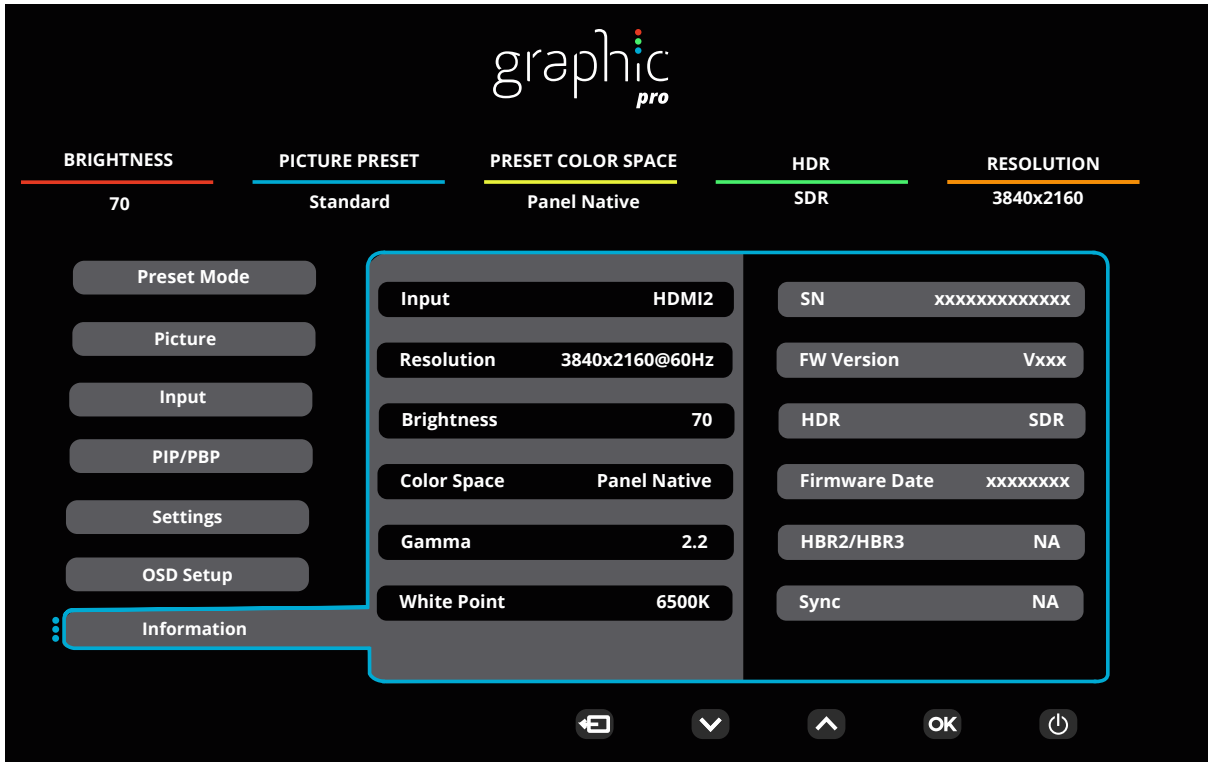 graphic
pro
BRIGHTNESS PICTURE PRESET PRESET COLOR SPACE HDR RESOLUTION
70 Standard Panel Native SDR 3840x2160
Preset Mode
Picture
Input
PIP/PBP
Settings
OSD Setup
Information
Input HDMI2
Resolution 3840x2160@60Hz
Brightness 70
Color Space Panel Native
Gamma 2.2
White Point 6500K
SN xxxxxxxxxxxxx
FW Version Vxxx
HDR SDR
Firmware Date xxxxxxxx
HBR2/HBR3 NA
Sync NA
OK